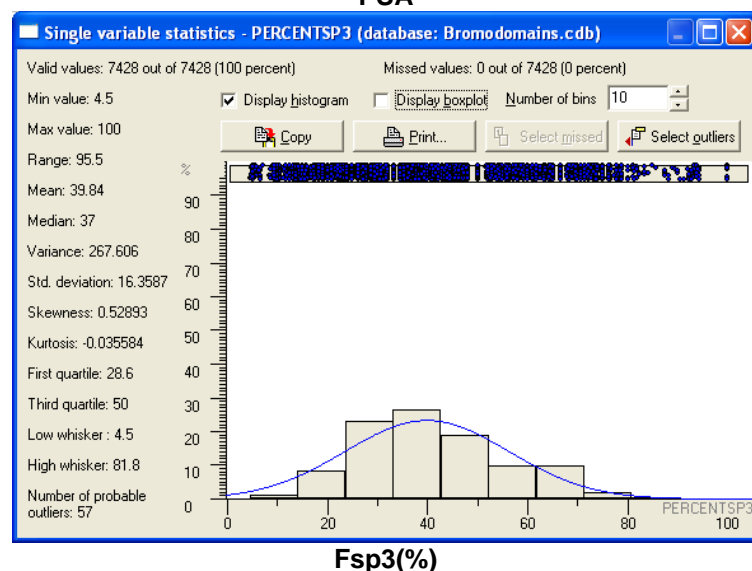 PSA
Single variable statistics - PERCENTSP3 (database: Bromodomains.cdb)
Valid values: 7428 out of 7428 (100 percent)
Missed values: 0 out of 7428 (0 percent)
Min value: 4.5
Display histogram
Display boxplot
Number of bins 10
Max value: 100
Copy
Print...
Select missed
Select outliers
Range: 95.5
Mean: 39.84
Median: 37
Variance: 267.606
Std. deviation: 16.3587
Skewness: 0.52893
Kurtosis: -0.035584
First quartile: 28.6
Third quartile: 50
Low whisker : 4.5
High whisker: 81.8
Number of probable
outliers: 57
%
90
80
70
60
50
40
30
20
10
0
PERCENTSP3
0 20 40 60 80 100
Fsp3(%)